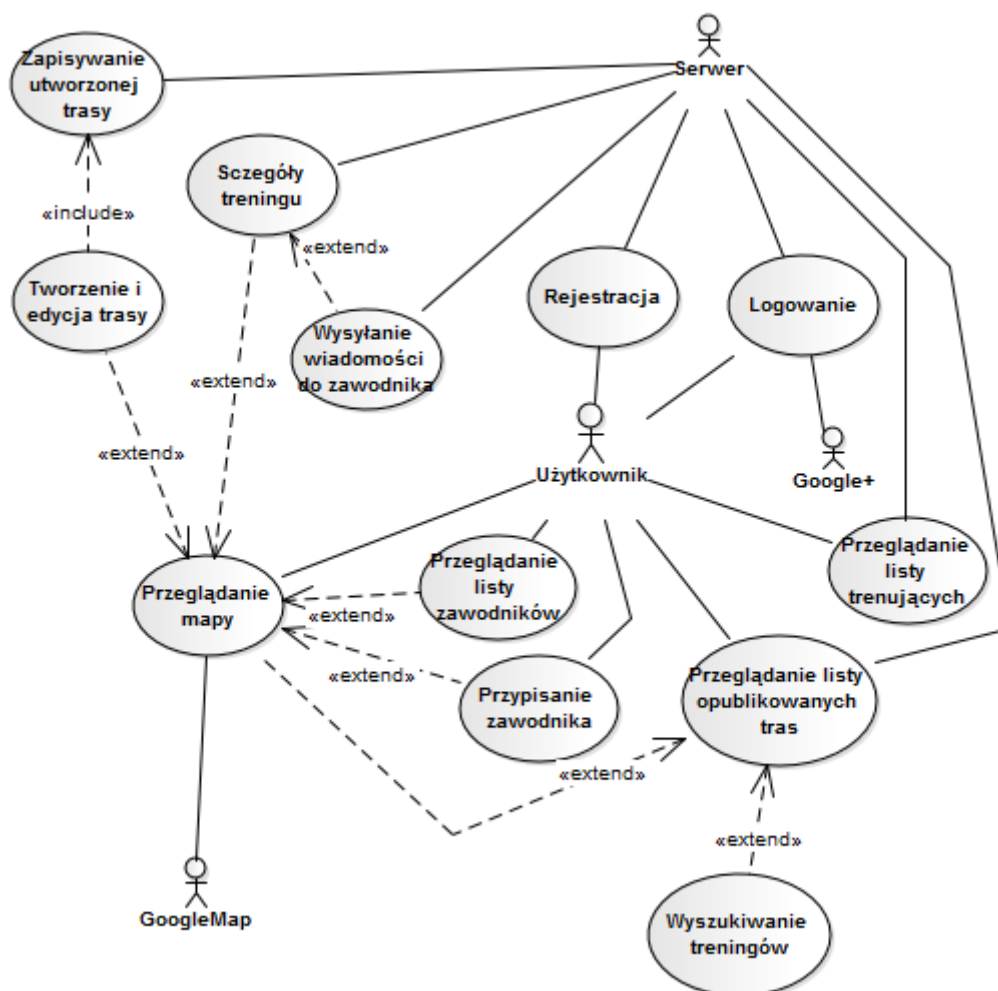 Serwer
Zapisywanie
utworzonej
trasy
Sczegóły
treningu
«include»
«extend»
Tworzenie i
edycja trasy
Rejestracja
Logowanie
Wysyłanie
wiadomości
do zawodnika
«extend»
«extend»
Użytkownik
Google+
Przeglądanie
mapy
Przeglądanie
listy
zawodników
Przeglądanie
listy
trenujących
«extend»
«extend»
Przypisanie
zawodnika
Przeglądanie listy
opublikowanych
tras
«extend»
«extend»
GoogleMap
Wyszukiwanie
treningów